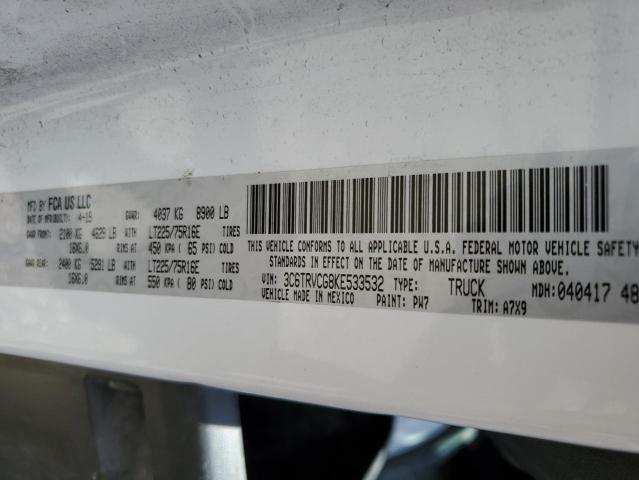 MFD BY FCA US LLC
DATE OF MFR(BUILT): 4-19 GVWR: 4037 KG 8900 LB
GAWR FRONT: 2100 KG 4629 LB WITH LT225/75R16E TIRES
16X6.0 RIMS AT 450 KPA ( 65 PSI) COLD
GAWR REAR: 2400 KG 5291 LB WITH LT225/75R16E TIRES
16X6.0 RIMS AT 550 KPA ( 80 PSI) COLD
THIS VEHICLE CONFORMS TO ALL APPLICABLE U.S.A. FEDERAL MOTOR VEHICLE SAFETY
STANDARDS IN EFFECT ON THE DATE OF MANUFACTURE SHOWN ABOVE.
VIN: 3C6TRVCG8KE533532 TYPE: TRUCK MDH: 040417 48
VEHICLE MADE IN MEXICO PAINT: PW7 TRIM: A7X9